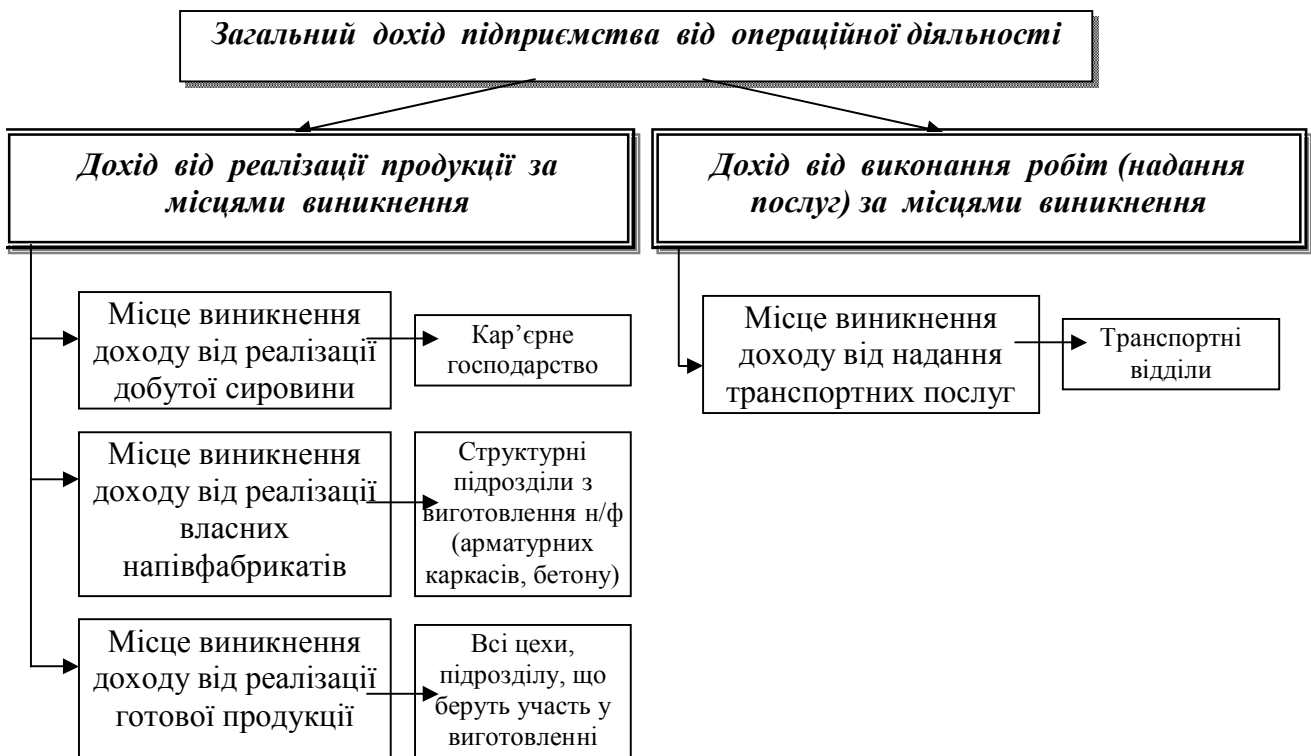 Загальний дохід підприємства від операційної діяльності
Дохід від реалізації продукції за
місцями виникнення
Дохід від виконання робіт (надання
послуг) за місцями виникнення
Місце виникнення
доходу від реалізації
добутої сировини
Кар’єрне
господарство
Місце виникнення
доходу від надання
транспортних послуг
Транспортні
відділи
Місце виникнення
доходу від реалізації
власних
напівфабрикатів
Структурні
підрозділи з
виготовлення н/ф
(арматурних
каркасів, бетону)
Місце виникнення
доходу від реалізації
готової продукції
Всі цехи,
підрозділу, що
беруть участь у
виготовленні